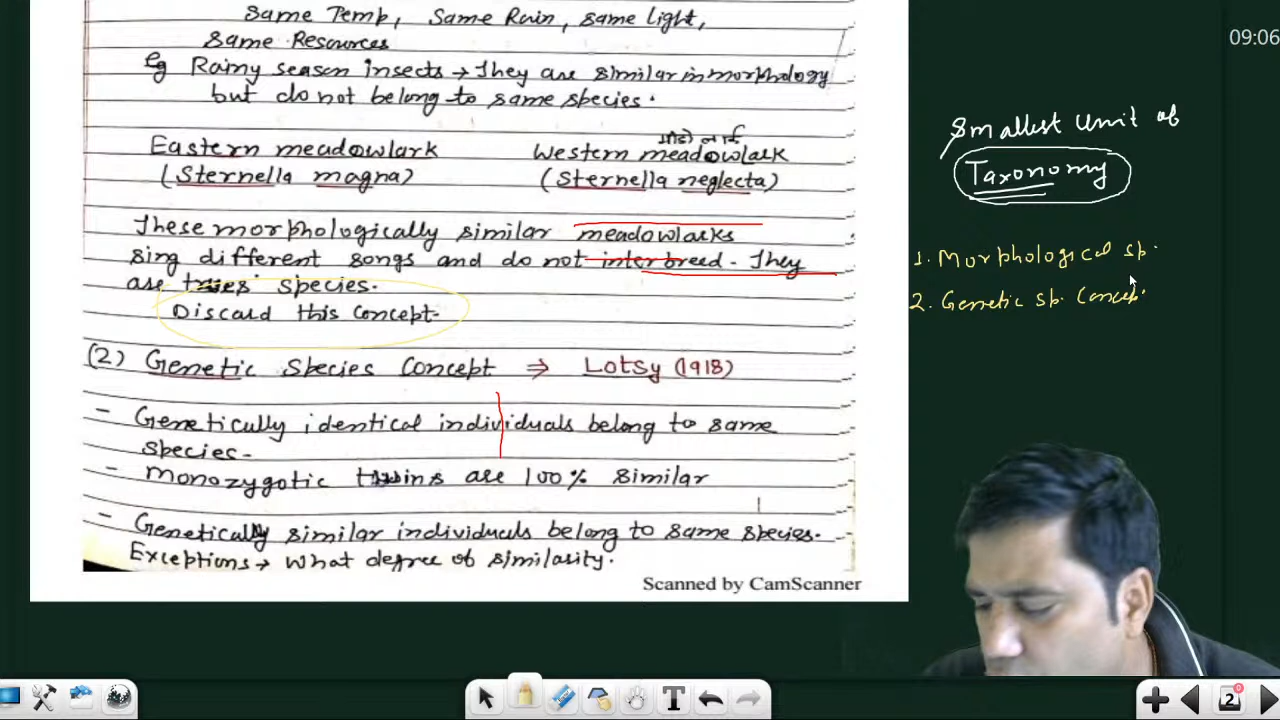 Same Temp, Same Rain, same light,
same Resources
eg Rainy season insects → They are similar in morphology
but do not belong to same species.
Eastern meadowlark
(Sternella magna)
मीडो लार्क
Western meadowlark
(Sternella neglecta)
These morphologically similar meadowlarks
sing different songs and do not interbreed. They
are species.
Discard this concept
(2) Genetic Species Concept ⇒ Lotsy (1918)
- Genetically identical individuals belong to same
species.
- monozygotic twins are 100% similar
- Genetically similar individuals belong to same species.
Exceptions → What degree of similarity.
Scanned by CamScanner
09:06
Smallest Unit of
Taxonomy
1. Morphological sp.
2. Genetic sp. Concept.
T
2
0